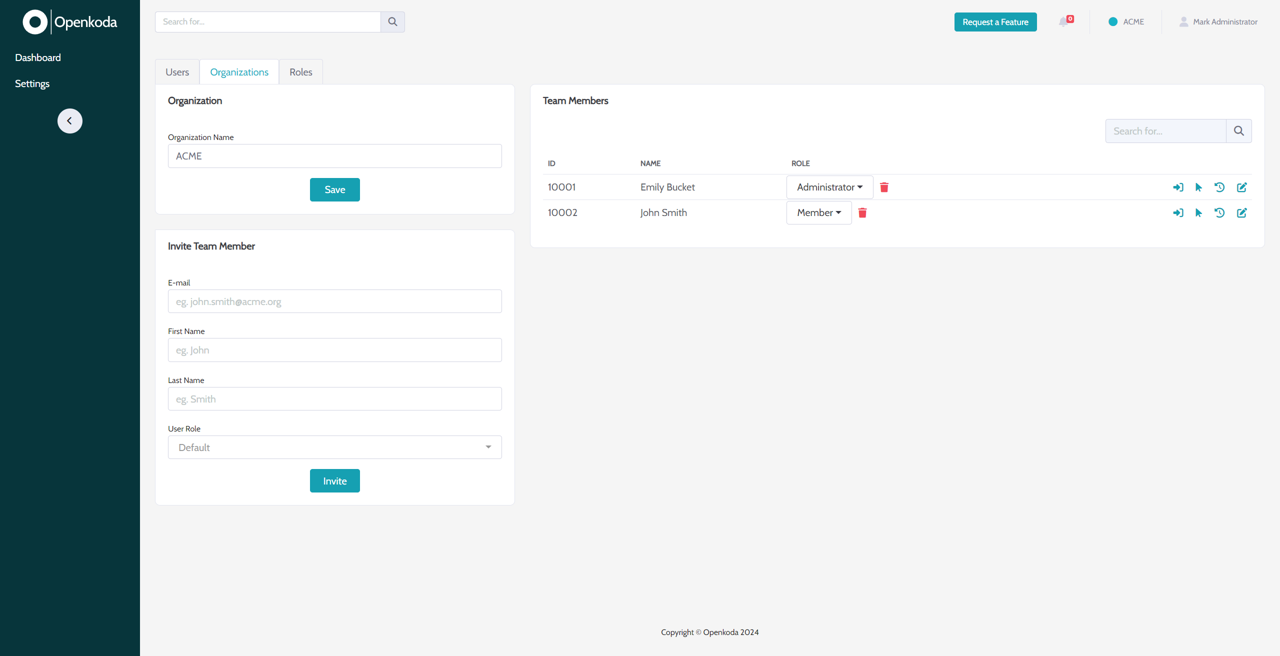 Openkoda
Dashboard
Settings
Search for...
Request a Feature
0
ACME
Mark Administrator
Users
Organizations
Roles
Organization
Organization Name
ACME
Save
Invite Team Member
E-mail
eg. john.smith@acme.org
First Name
eg. John
Last Name
eg. Smith
User Role
Default
Invite
Team Members
Search for...
ID NAME ROLE
10001 Emily Bucket Administrator
10002 John Smith Member
Copyright © Openkoda 2024